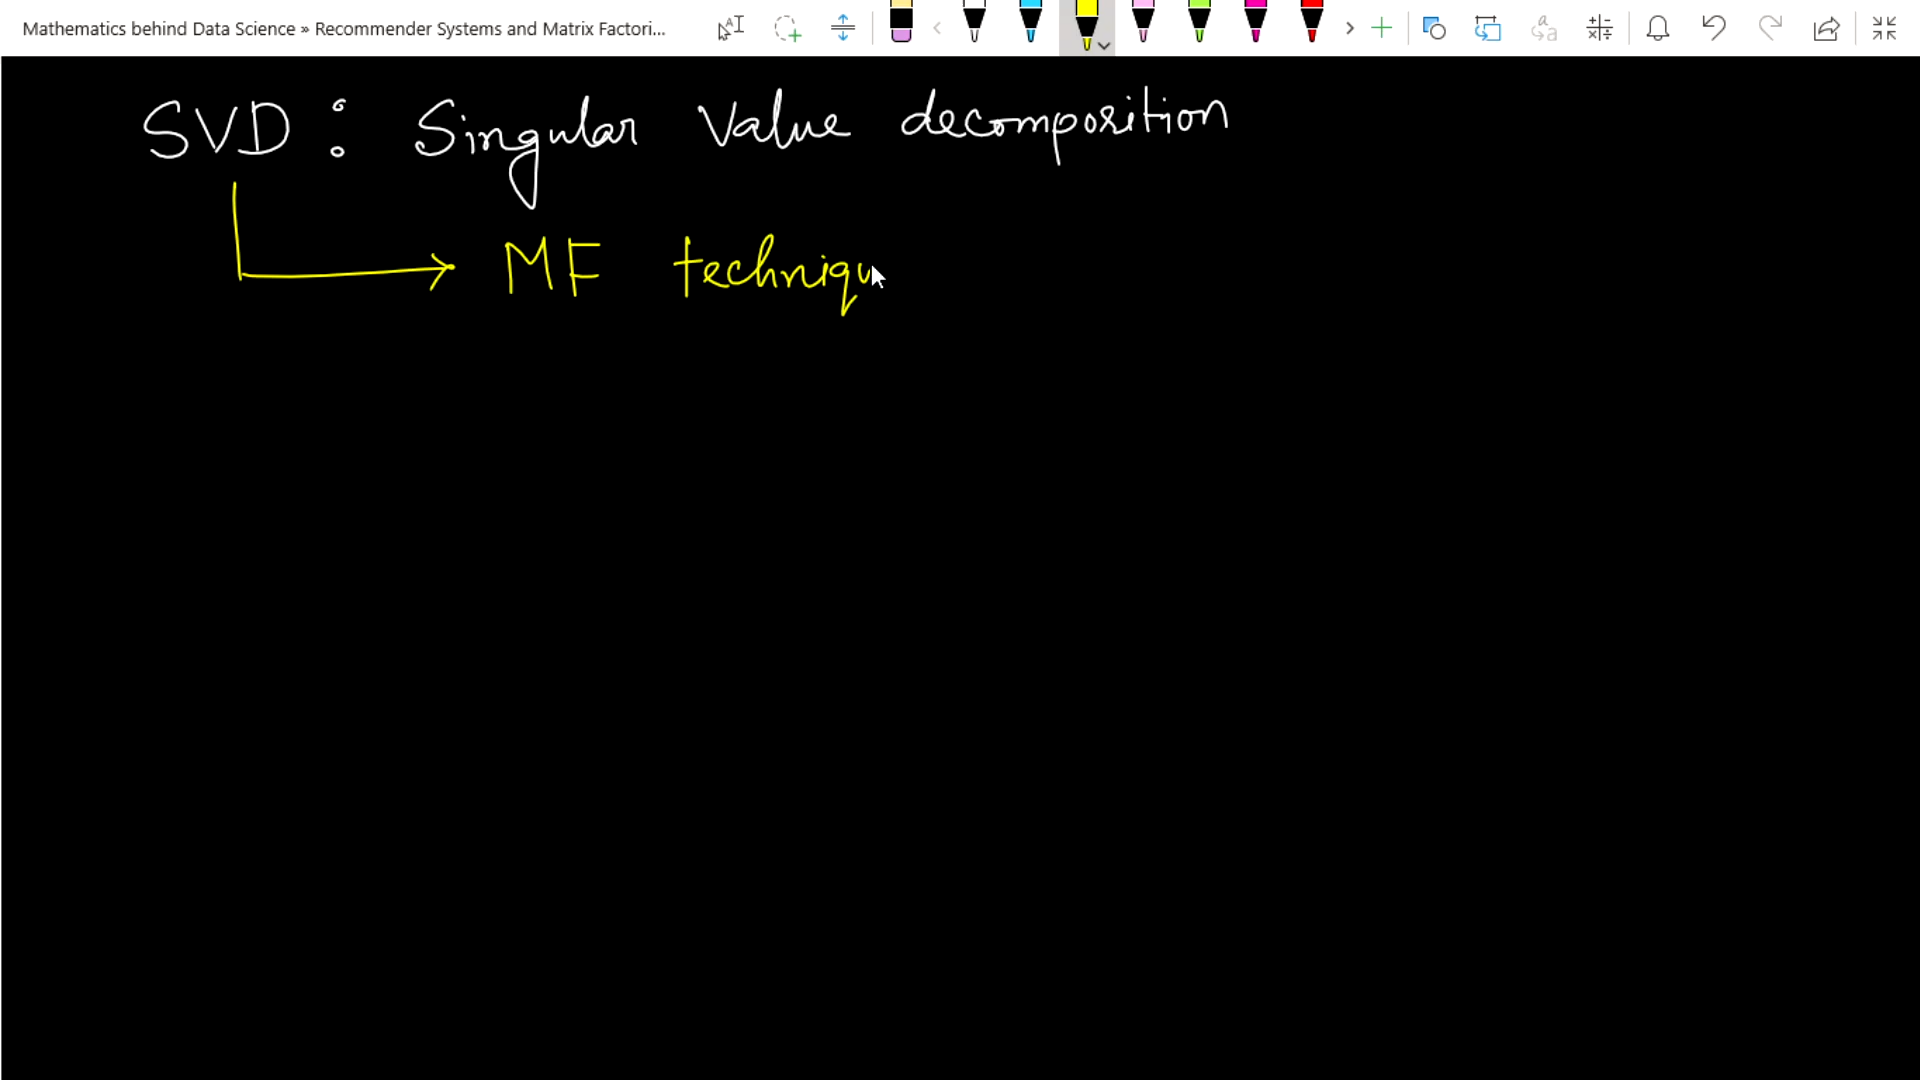 Mathematics behind Data Science » Recommender Systems and Matrix Factori...
SVD : Singular Value decomposition
MF techniqu